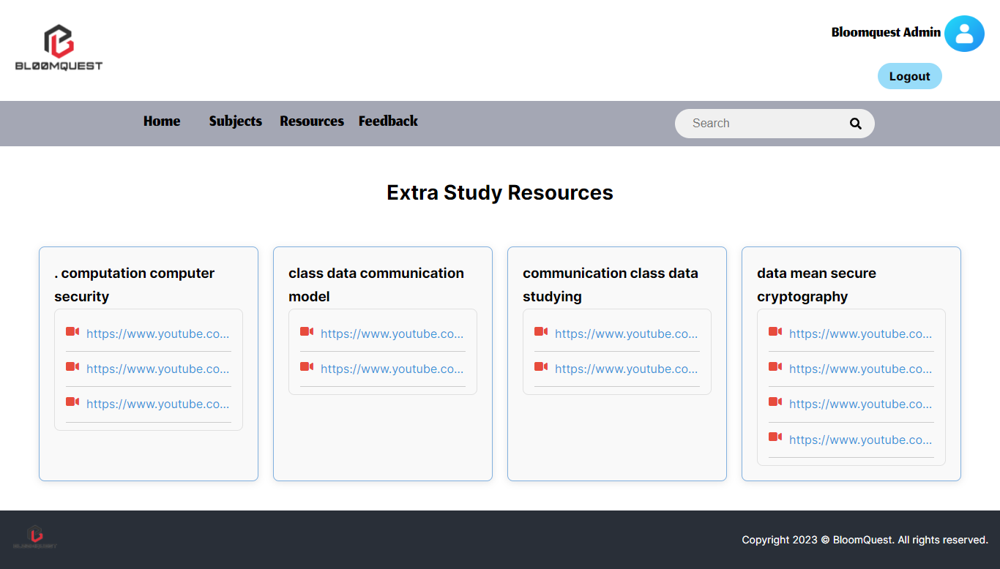 BLOOMQUEST
Bloomquest Admin
Logout
Home Subjects Resources Feedback
Search
Extra Study Resources
. computation computer
security
https://www.youtube.co...
https://www.youtube.co...
https://www.youtube.co...
class data communication
model
https://www.youtube.co...
https://www.youtube.co...
communication class data
studying
https://www.youtube.co...
https://www.youtube.co...
data mean secure
cryptography
https://www.youtube.co...
https://www.youtube.co...
https://www.youtube.co...
https://www.youtube.co...
BLOOMQUEST
Copyright 2023 © BloomQuest. All rights reserved.